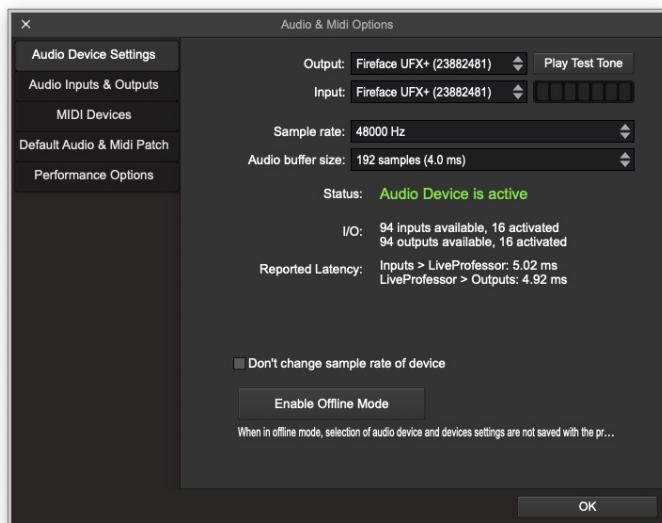 Audio & Midi Options
Audio Device Settings
Audio Inputs & Outputs
MIDI Devices
Default Audio & Midi Patch
Performance Options
Output: Fireface UFX+ (23882481) Play Test Tone
Input: Fireface UFX+ (23882481)
Sample rate: 48000 Hz
Audio buffer size: 192 samples (4.0 ms)
Status: Audio Device is active
I/O: 94 inputs available, 16 activated
94 outputs available, 16 activated
Reported Latency: Inputs > LiveProfessor: 5.02 ms
LiveProfessor > Outputs: 4.92 ms
Don't change sample rate of device
Enable Offline Mode
When in offline mode, selection of audio device and devices settings are not saved with the pr...
OK